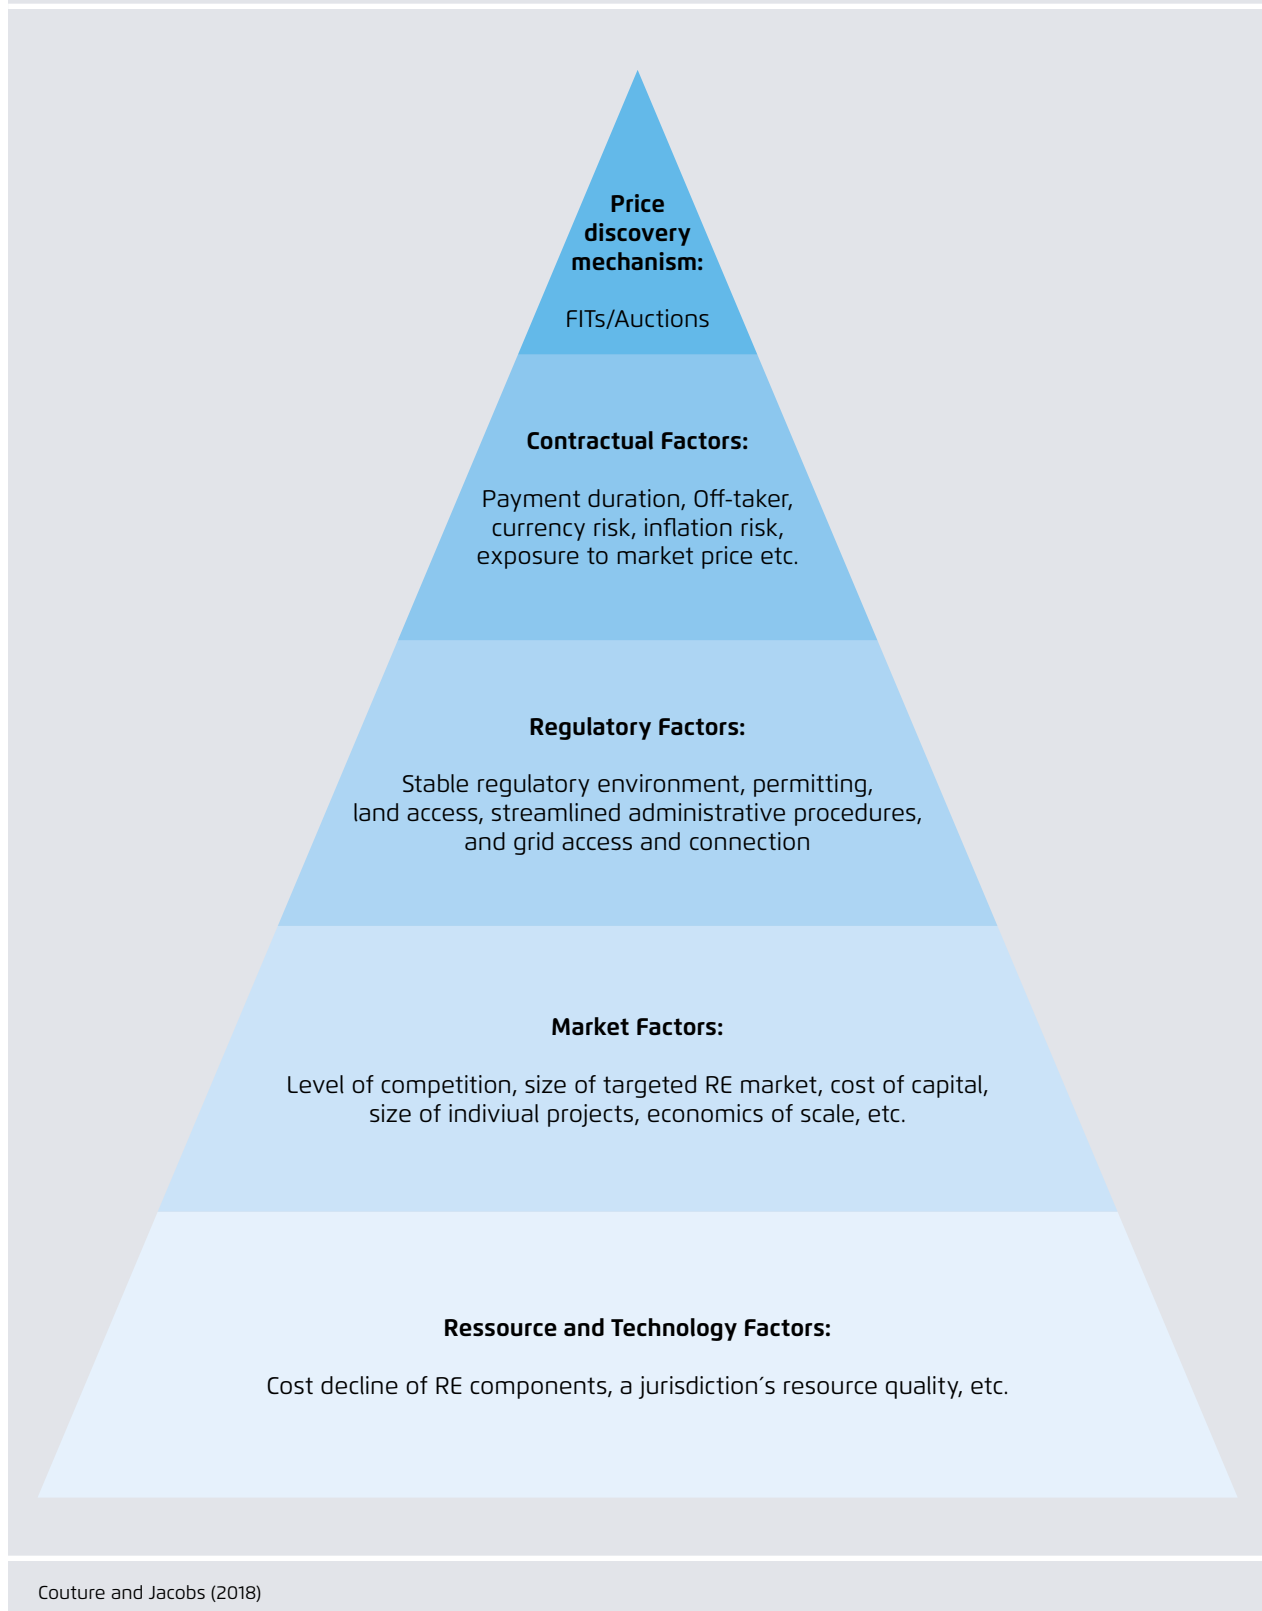 Price
discovery
mechanism:
FITs/Auctions
Contractual Factors:
Payment duration, Off-taker,
currency risk, inflation risk,
exposure to market price etc.
Regulatory Factors:
Stable regulatory environment, permitting,
land access, streamlined administrative procedures,
and grid access and connection
Market Factors:
Level of competition, size of targeted RE market, cost of capital,
size of indiviual projects, economics of scale, etc.
Ressource and Technology Factors:
Cost decline of RE components, a jurisdiction´s resource quality, etc.
Couture and Jacobs (2018)